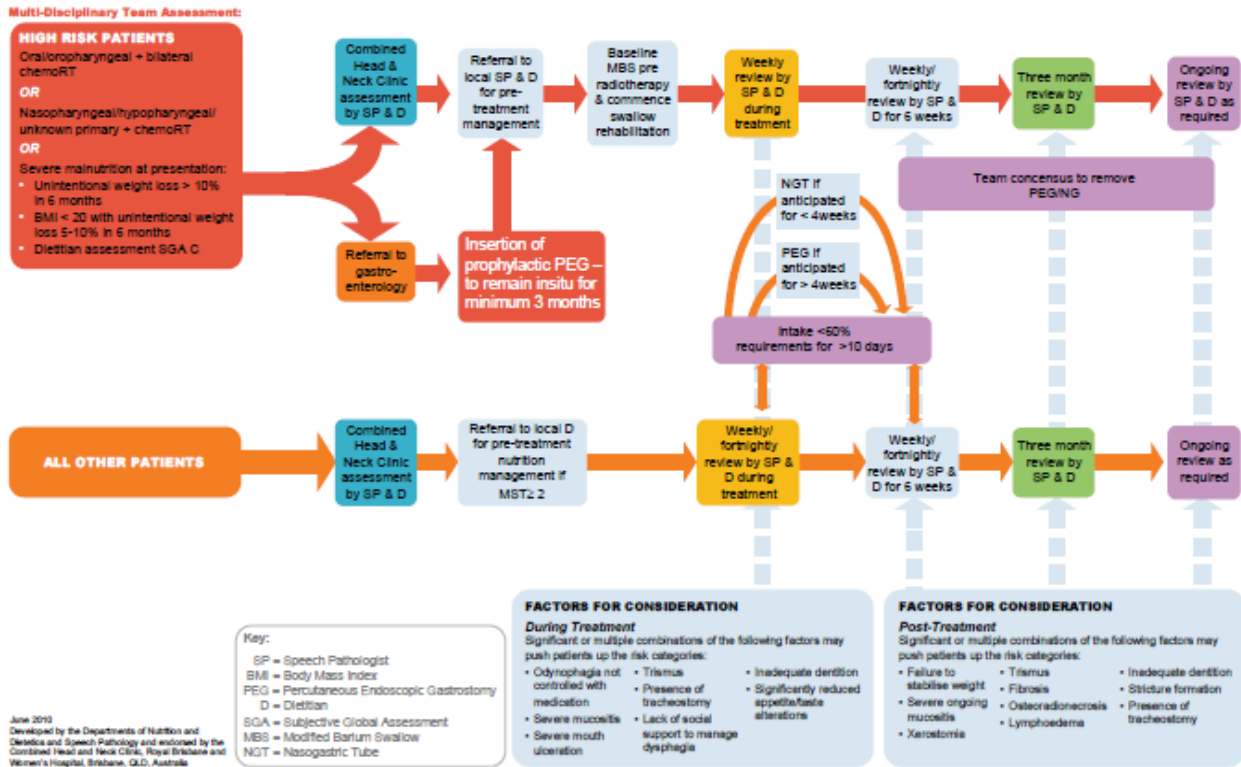 Multi-Disciplinary Team Assessment:
HIGH RISK PATIENTS
Oral/oropharyngeal + bilateral
chemoRT
OR
Nasopharyngeal/hypopharyngeal/
unknown primary + chemoRT
OR
Severe malnutrition at presentation:
• Unintentional weight loss > 10%
in 6 months
• BMI < 20 with unintentional weight
loss 5-10% in 6 months
• Dietitian assessment SGA C
Combined
Head &
Neck Clinic
assessment
by SP & D
Referral to
local SP & D
for pre-
treatment
management
Baseline
MBS pre
radiotherapy
& commence
swallow
rehabilitation
Weekly
review by
SP & D
during
treatment
Weekly/
fortnightly
review by SP &
D for 6 weeks
Three month
review by
SP & D
Ongoing
review by
SP & D as
required
Referral to
gastro-
enterology
Insertion of
prophylactic PEG –
to remain insitu for
minimum 3 months
NGT if
anticipated
for < 4weeks
PEG if
anticipated
for > 4weeks
Team concensus to remove
PEG/NG
Intake <60%
requirements for >10 days
ALL OTHER PATIENTS
Combined
Head &
Neck Clinic
assessment
by SP & D
Referral to local D
for pre-treatment
nutrition
management if
MST≥ 2
Weekly/
fortnightly
review by SP &
D during
treatment
Weekly/
fortnightly
review by SP &
D for 6 weeks
Three month
review by
SP & D
Ongoing
review as
required
Key:
SP = Speech Pathologist
BMI = Body Mass Index
PEG = Percutaneous Endoscopic Gastrostomy
D = Dietitian
SGA = Subjective Global Assessment
MBS = Modified Barium Swallow
NGT = Nasogastric Tube
FACTORS FOR CONSIDERATION
During Treatment
Significant or multiple combinations of the following factors may
push patients up the risk categories:
• Odynophagia not
controlled with
medication
• Severe mucositis
• Severe mouth
ulceration
• Trismus
• Presence of
tracheostomy
• Lack of social
support to manage
dysphagia
• Inadequate dentition
• Significantly reduced
appetite/taste
alterations
FACTORS FOR CONSIDERATION
Post-Treatment
Significant or multiple combinations of the following factors may
push patients up the risk categories:
• Failure to
stabilise weight
• Severe ongoing
mucositis
• Xerostomia
• Trismus
• Fibrosis
• Osteoradionecrosis
• Lymphoedema
• Inadequate dentition
• Stricture formation
• Presence of
tracheostomy
June 2010
Developed by the Departments of Nutrition and
Dietetics and Speech Pathology and endorsed by the
Combined Head and Neck Clinic, Royal Brisbane and
Women's Hospital, Brisbane, QLD, Australia